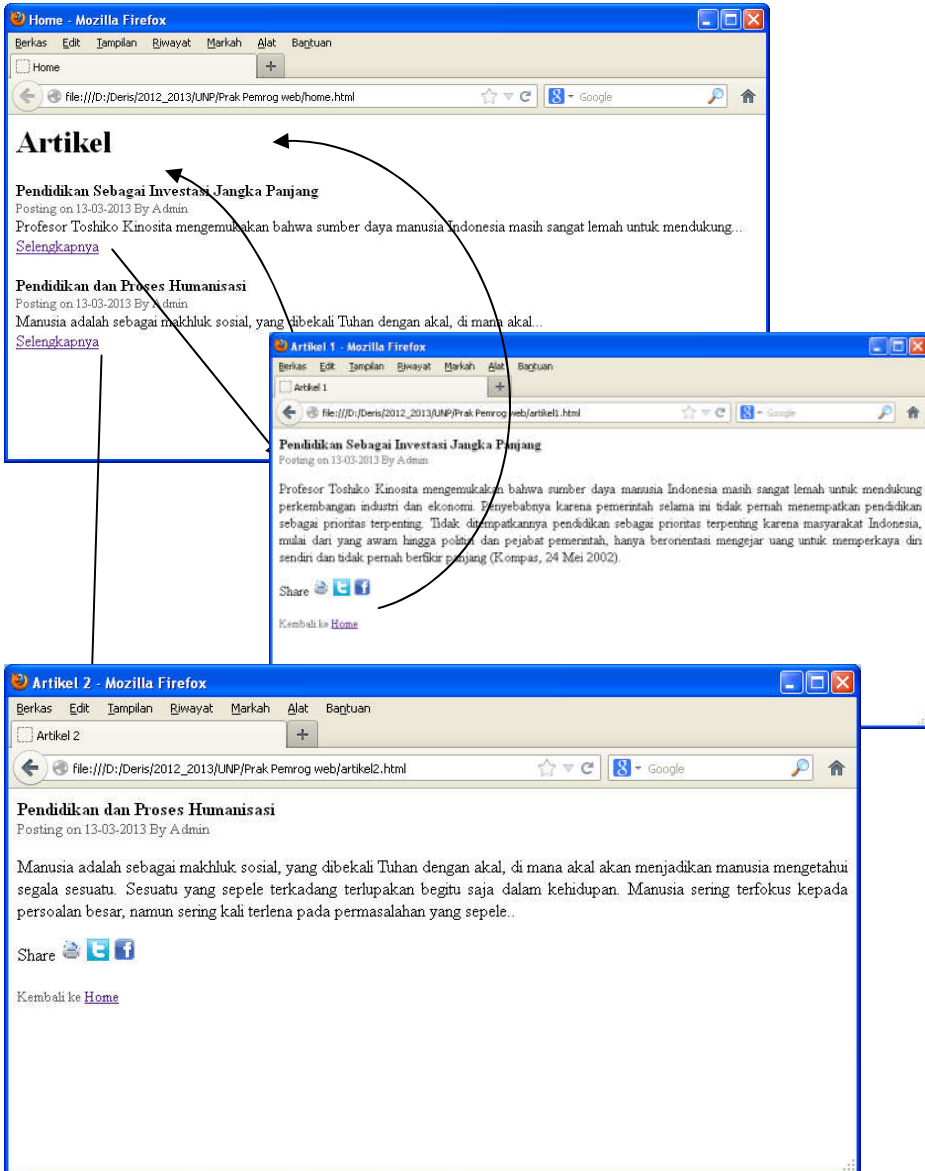 Home - Mozilla Firefox
Berkas Edit Tampilan Riwayat Markah Alat Bantuan
Home
file:///D:/Deris/2012_2013/UNP/Prak Pemrog web/home.html
Google
Artikel
Pendidikan Sebagai Investasi Jangka Panjang
Posting on 13-03-2013 By Admin
Profesor Toshiko Kinosita mengemukakan bahwa sumber daya manusia Indonesia masih sangat lemah untuk mendukung...
Selengkapnya
Pendidikan dan Proses Humanisasi
Posting on 13-03-2013 By Admin
Manusia adalah sebagai makhluk sosial, yang dibekali Tuhan dengan akal, di mana akal...
Selengkapnya
Artikel 1 - Mozilla Firefox
Berkas Edit Tampilan Riwayat Markah Alat Bantuan
Artikel 1
file:///D:/Deris/2012_2013/UNP/Prak Pemrog web/artikel1.html
Google
Pendidikan Sebagai Investasi Jangka Panjang
Posting on 13-03-2013 By Admin
Profesor Toshiko Kinosita mengemukakan bahwa sumber daya manusia Indonesia masih sangat lemah untuk mendukung
perkembangan industri dan ekonomi. Penyebabnya karena pemerintah selama ini tidak pernah menempatkan pendidikan
sebagai prioritas terpenting. Tidak ditempatkannya pendidikan sebagai prioritas terpenting karena masyarakat Indonesia,
mulai dari yang awam hingga politisi dan pejabat pemerintah, hanya berorientasi mengejar uang untuk memperkaya diri
sendiri dan tidak pernah berfikir panjang (Kompas, 24 Mei 2002).
Share
Kembali ke Home
Artikel 2 - Mozilla Firefox
Berkas Edit Tampilan Riwayat Markah Alat Bantuan
Artikel 2
file:///D:/Deris/2012_2013/UNP/Prak Pemrog web/artikel2.html
Google
Pendidikan dan Proses Humanisasi
Posting on 13-03-2013 By Admin
Manusia adalah sebagai makhluk sosial, yang dibekali Tuhan dengan akal, di mana akal akan menjadikan manusia mengetahui
segala sesuatu. Sesuatu yang sepele terkadang terlupakan begitu saja dalam kehidupan. Manusia sering terfokus kepada
persoalan besar, namun sering kali terlena pada permasalahan yang sepele..
Share
Kembali ke Home